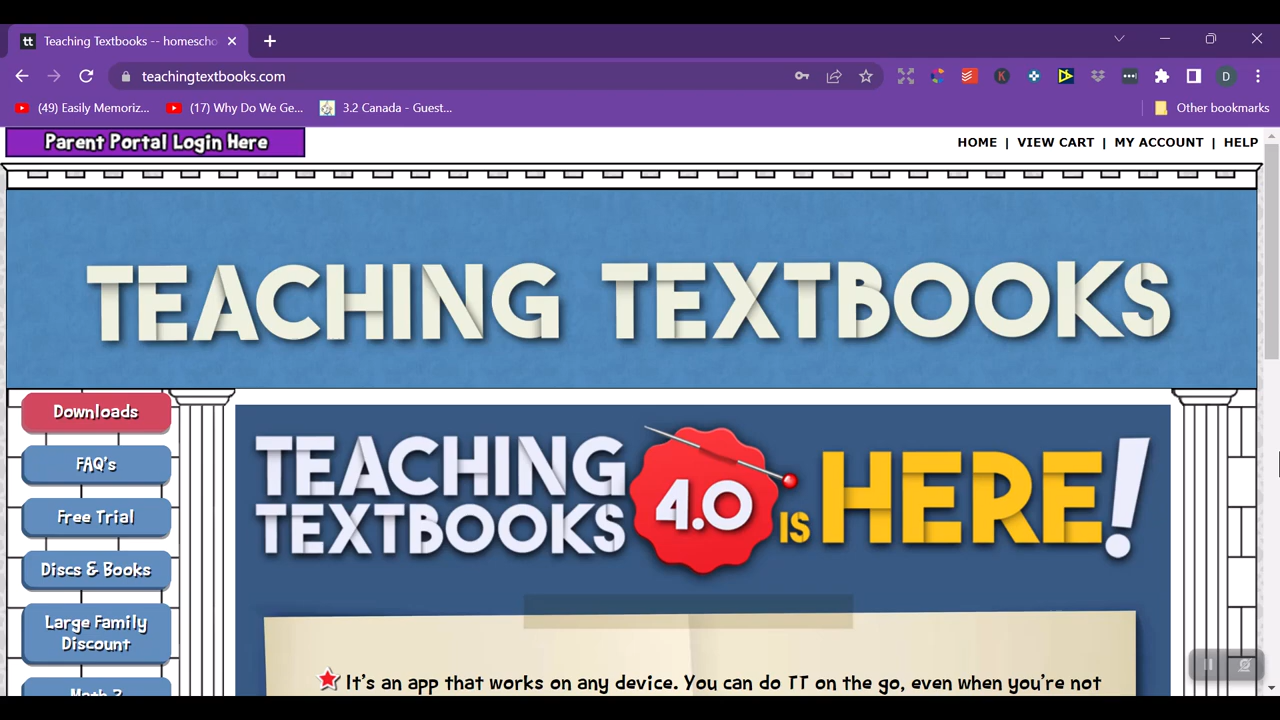 tt Teaching Textbooks -- homescho
teachingtextbooks.com
K
D
(49) Easily Memoriz...
(17) Why Do We Ge...
3.2 Canada - Guest...
Other bookmarks
Parent Portal Login Here
HOME | VIEW CART | MY ACCOUNT | HELP
TEACHING TEXTBOOKS
Downloads
FAQ's
Free Trial
Discs & Books
Large Family
Discount
Math 3
TEACHING
TEXTBOOKS
4.0
IS
HERE!
It's an app that works on any device. You can do TT on the go, even when you're not